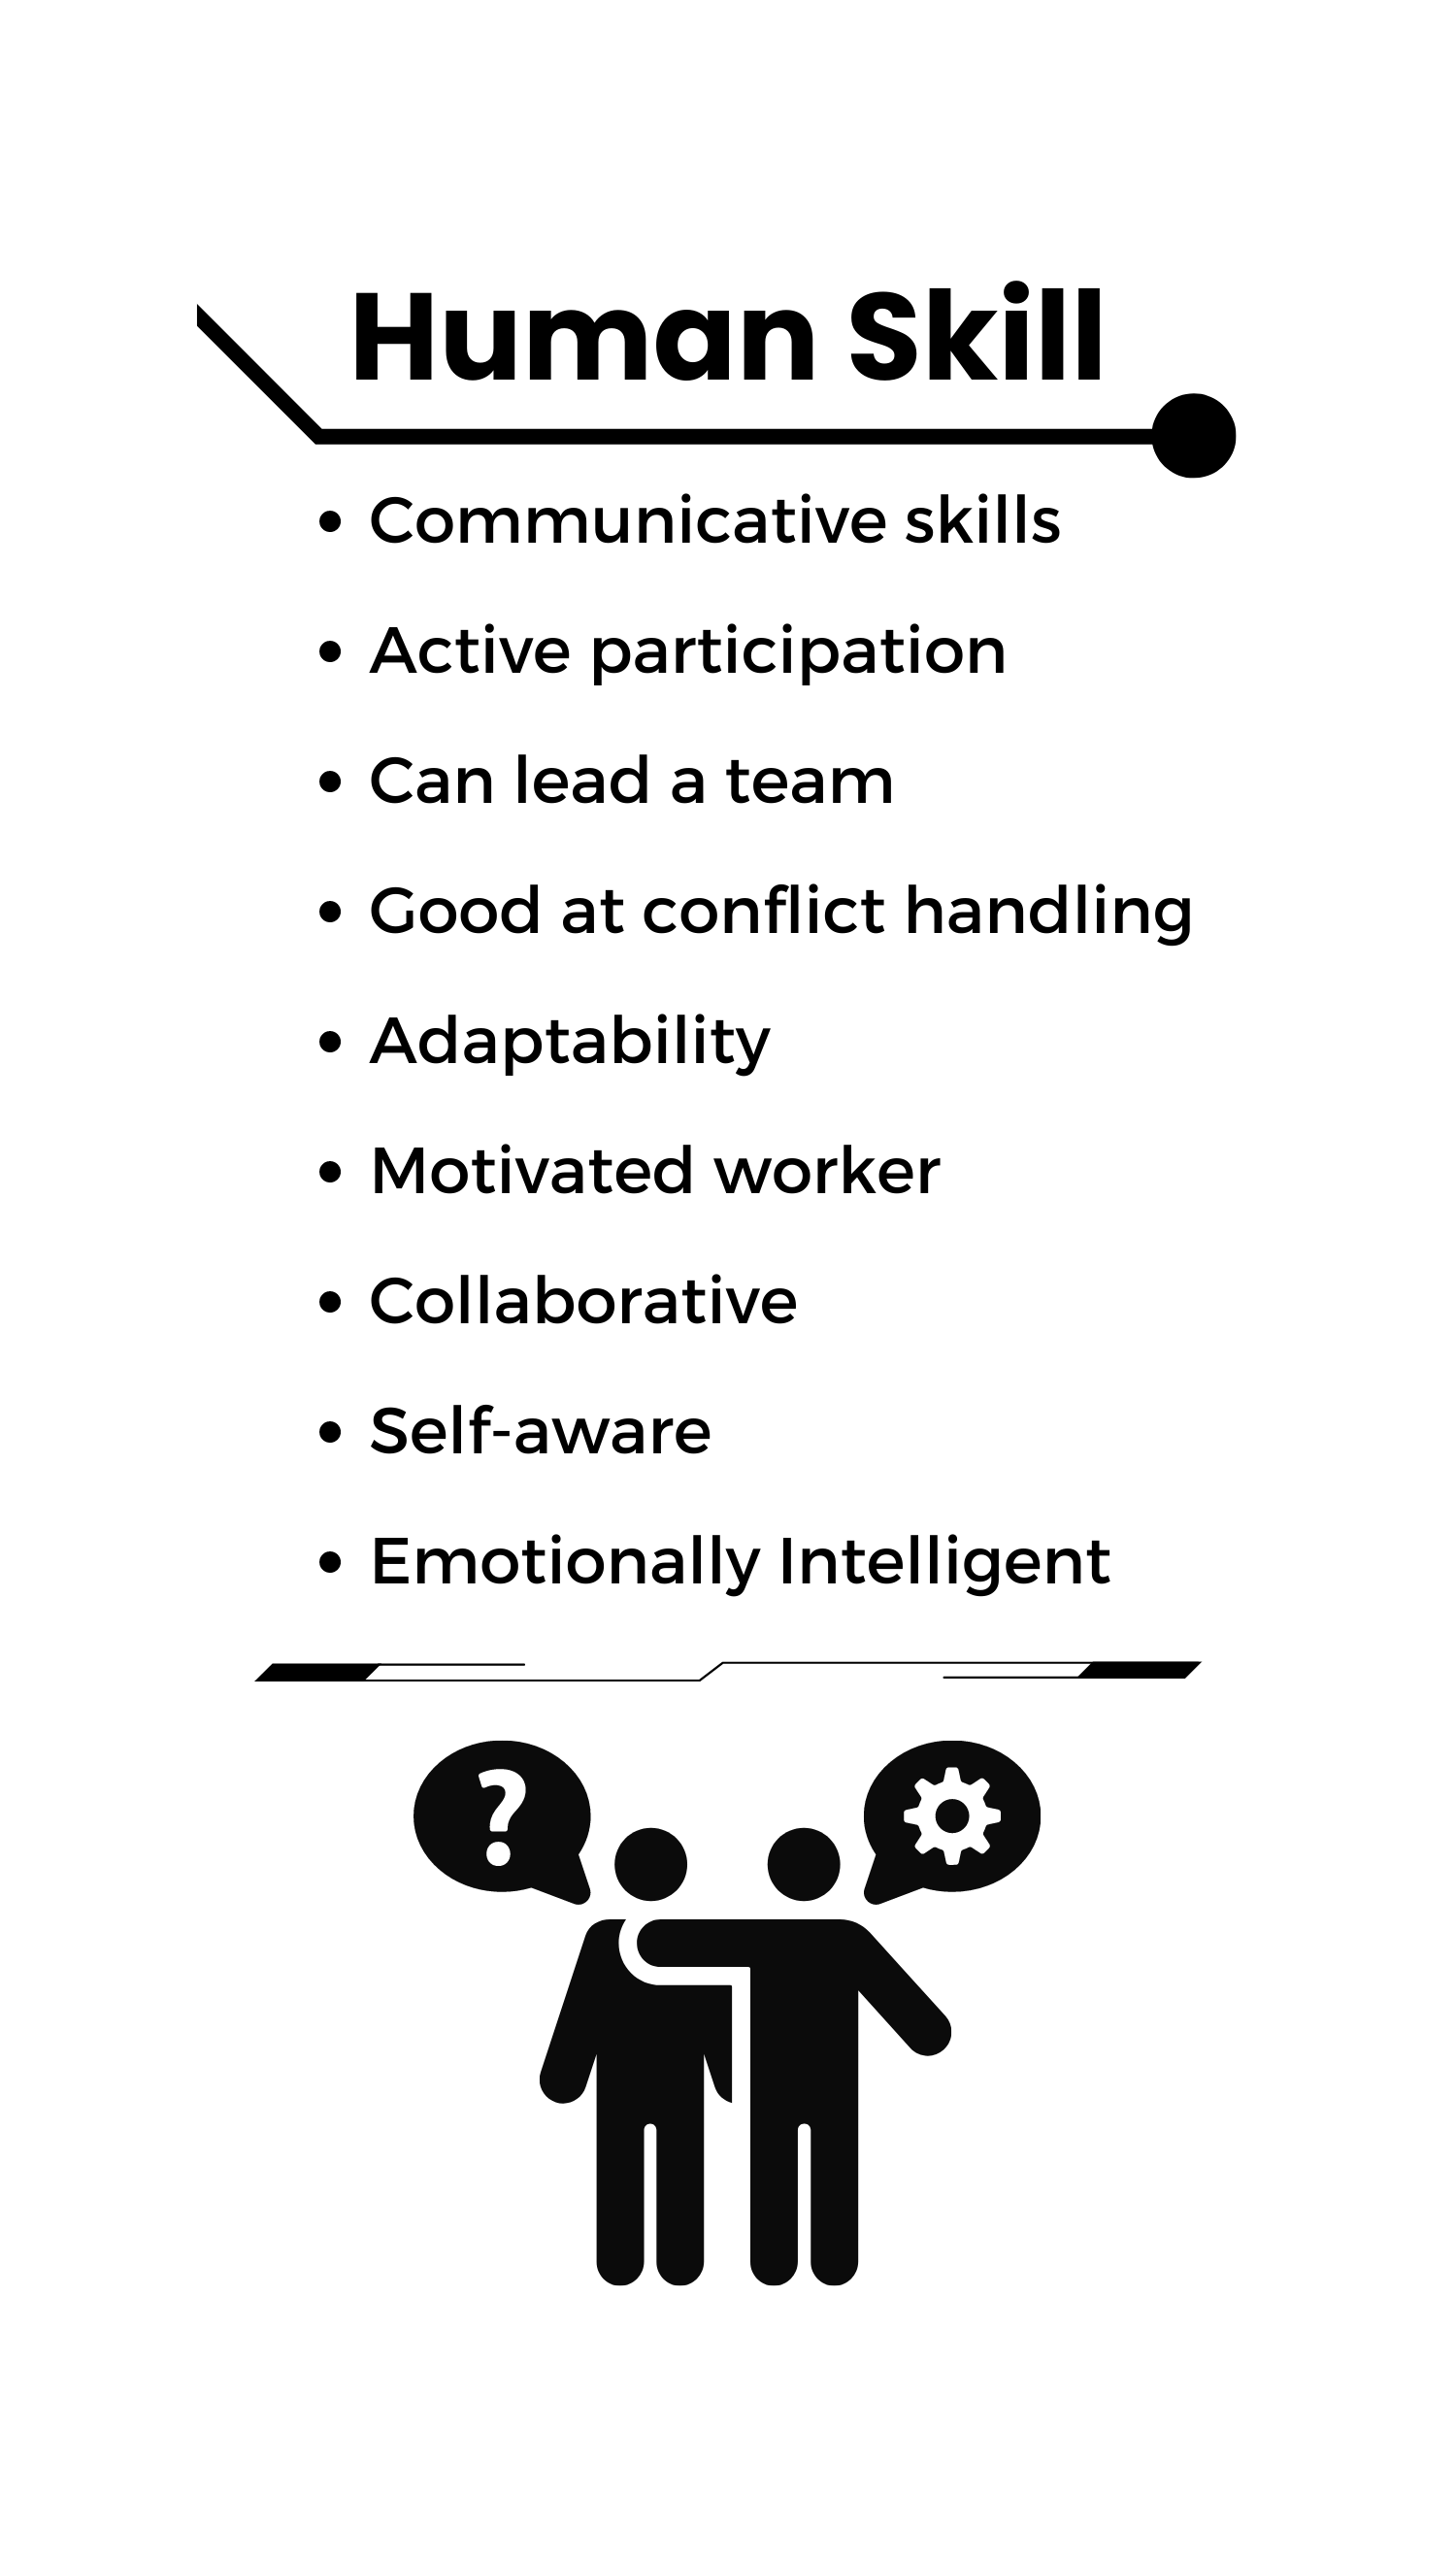 Human Skill
• Communicative skills
• Active participation
• Can lead a team
• Good at conflict handling
• Adaptability
• Motivated worker
• Collaborative
• Self-aware
• Emotionally Intelligent
?